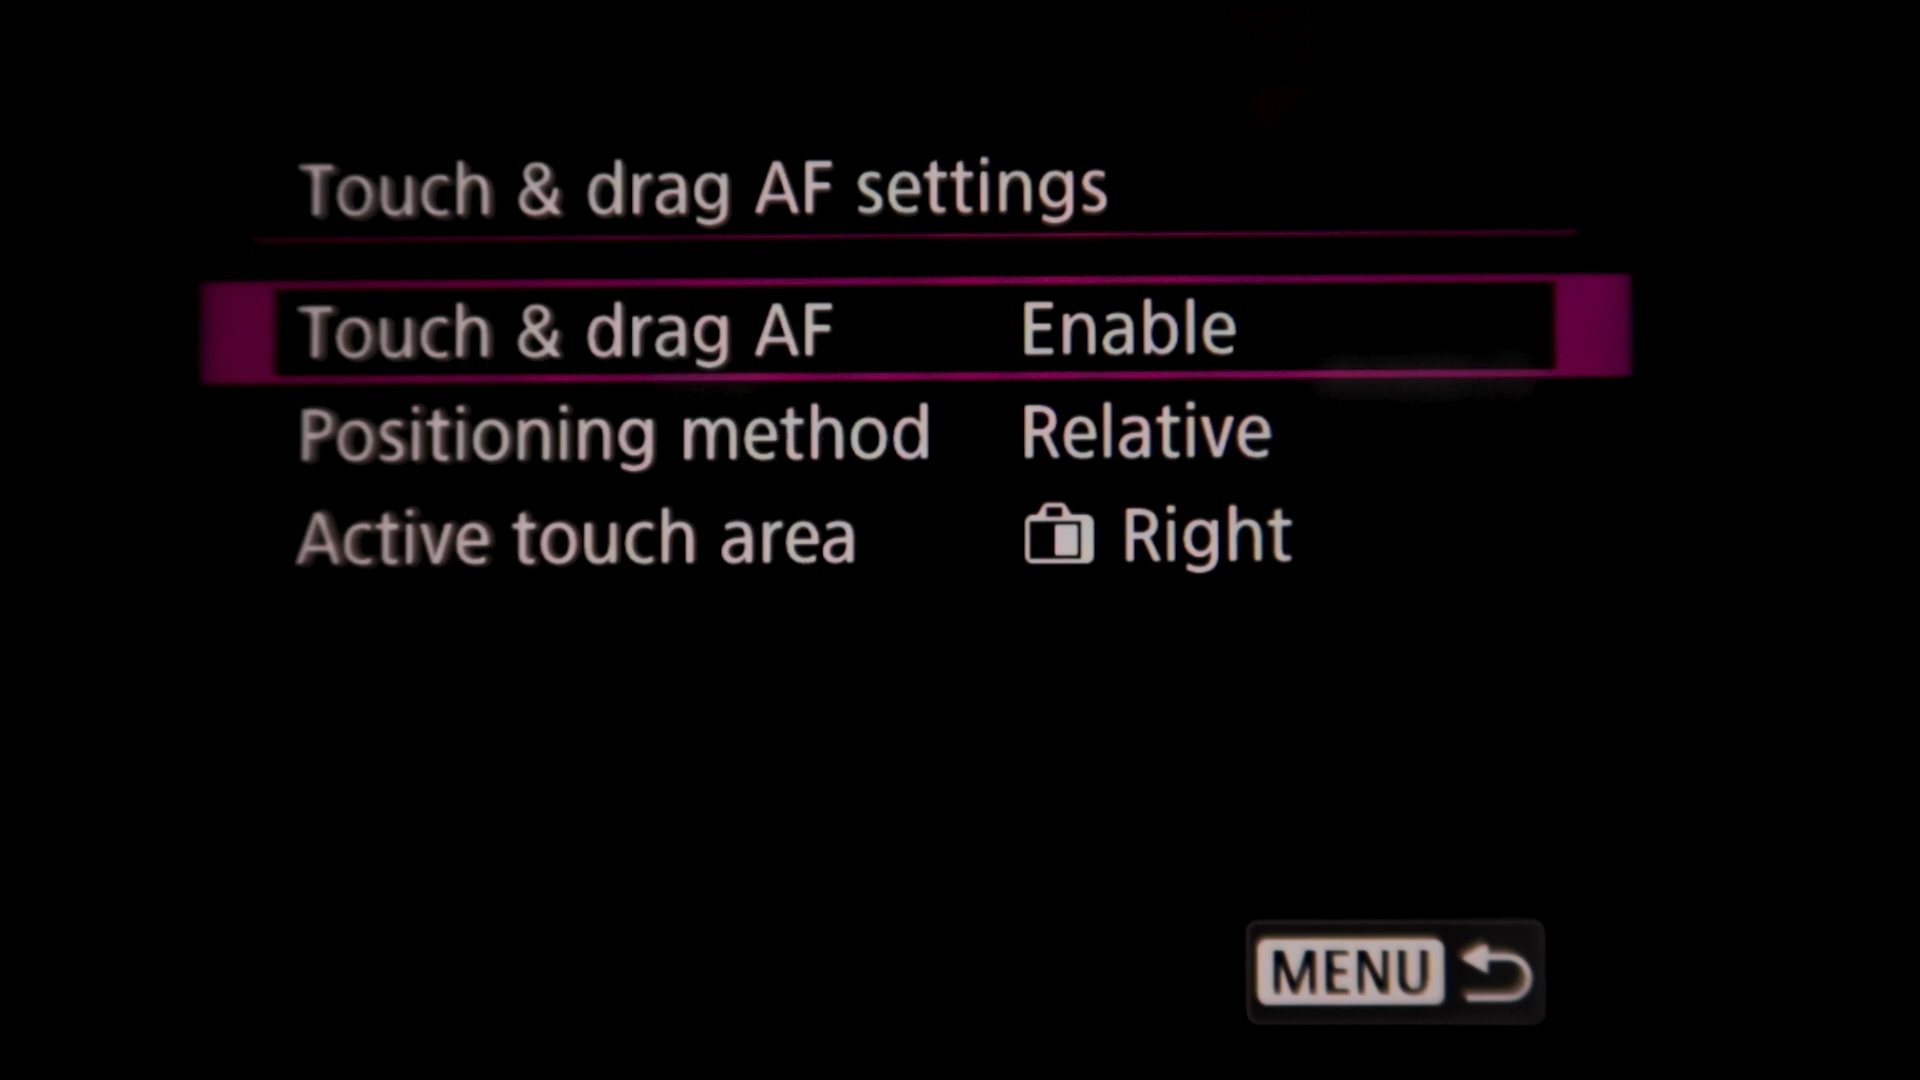 Touch & drag AF settings
Touch & drag AF Enable
Positioning method Relative
Active touch area Right
MENU